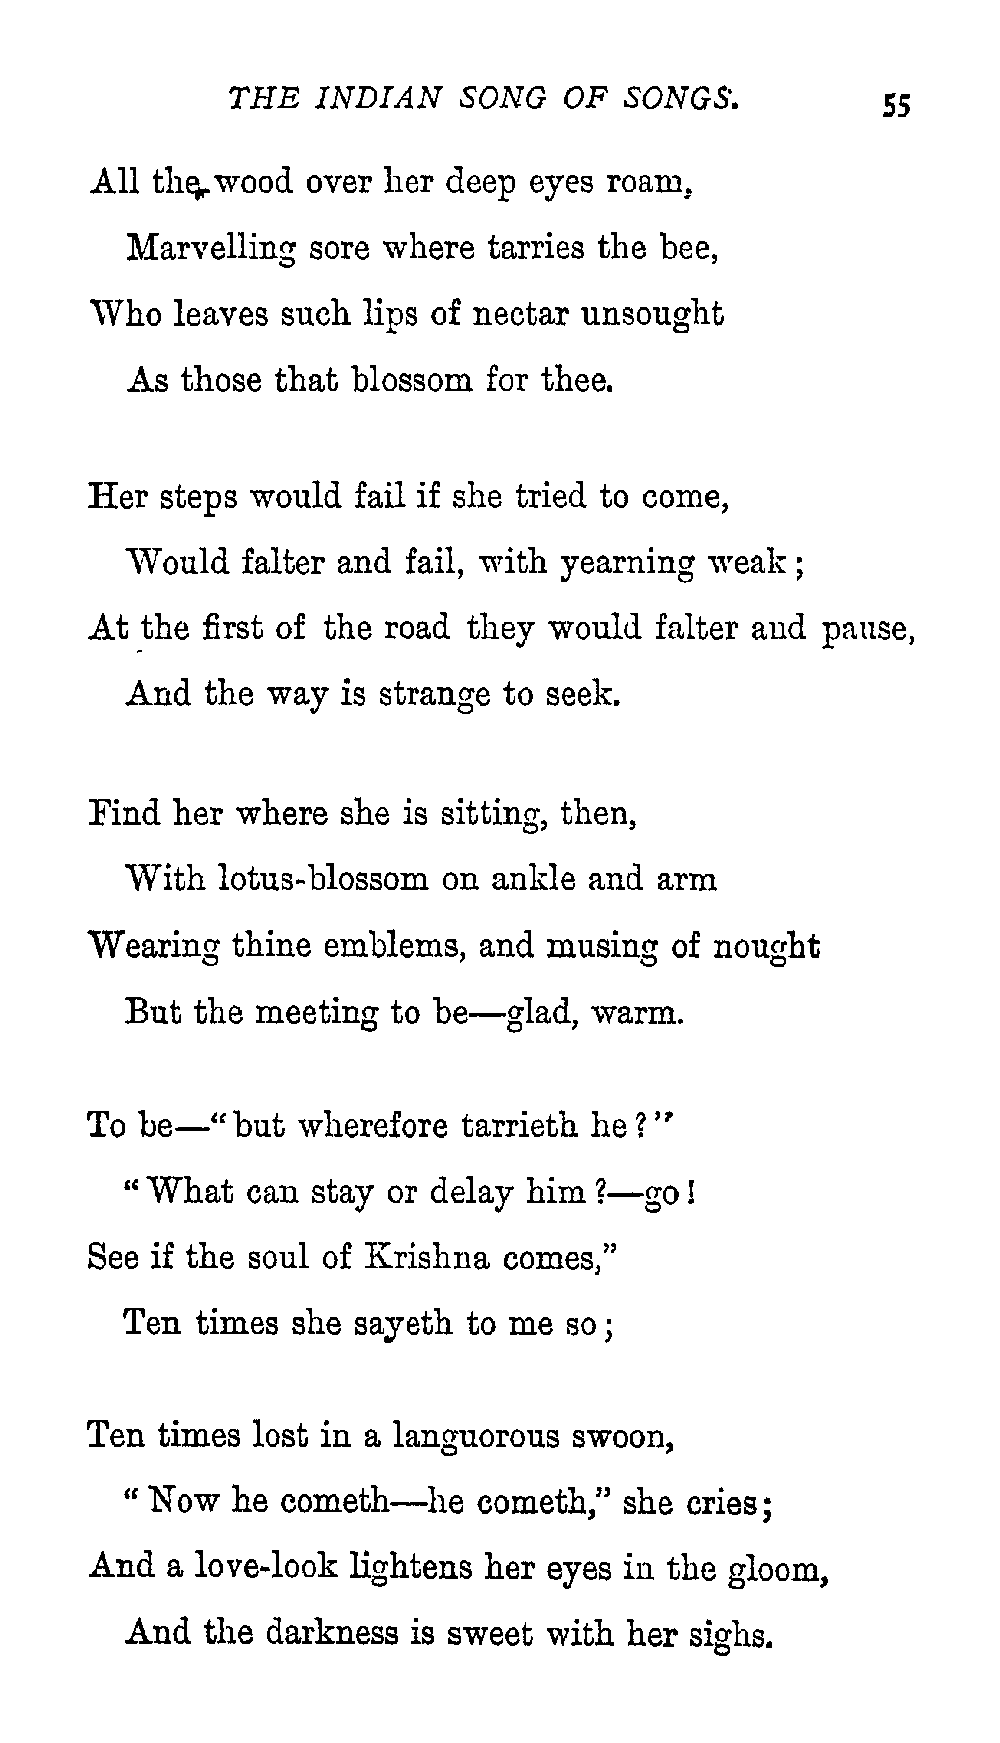 THE INDIAN SONG OF SONGS. 55
All the wood over her deep eyes roam,
Marvelling sore where tarries the bee,
Who leaves such lips of nectar unsought
As those that blossom for thee.
Her steps would fail if she tried to come,
Would falter and fail, with yearning weak ;
At the first of the road they would falter and pause,
And the way is strange to seek.
Find her where she is sitting, then,
With lotus-blossom on ankle and arm
Wearing thine emblems, and musing of nought
But the meeting to be—glad, warm.
To be—“but wherefore tarrieth he ?”
“What can stay or delay him ?—go !
See if the soul of Krishna comes,”
Ten times she sayeth to me so ;
Ten times lost in a languorous swoon,
“Now he cometh—he cometh,” she cries ;
And a love-look lightens her eyes in the gloom,
And the darkness is sweet with her sighs.